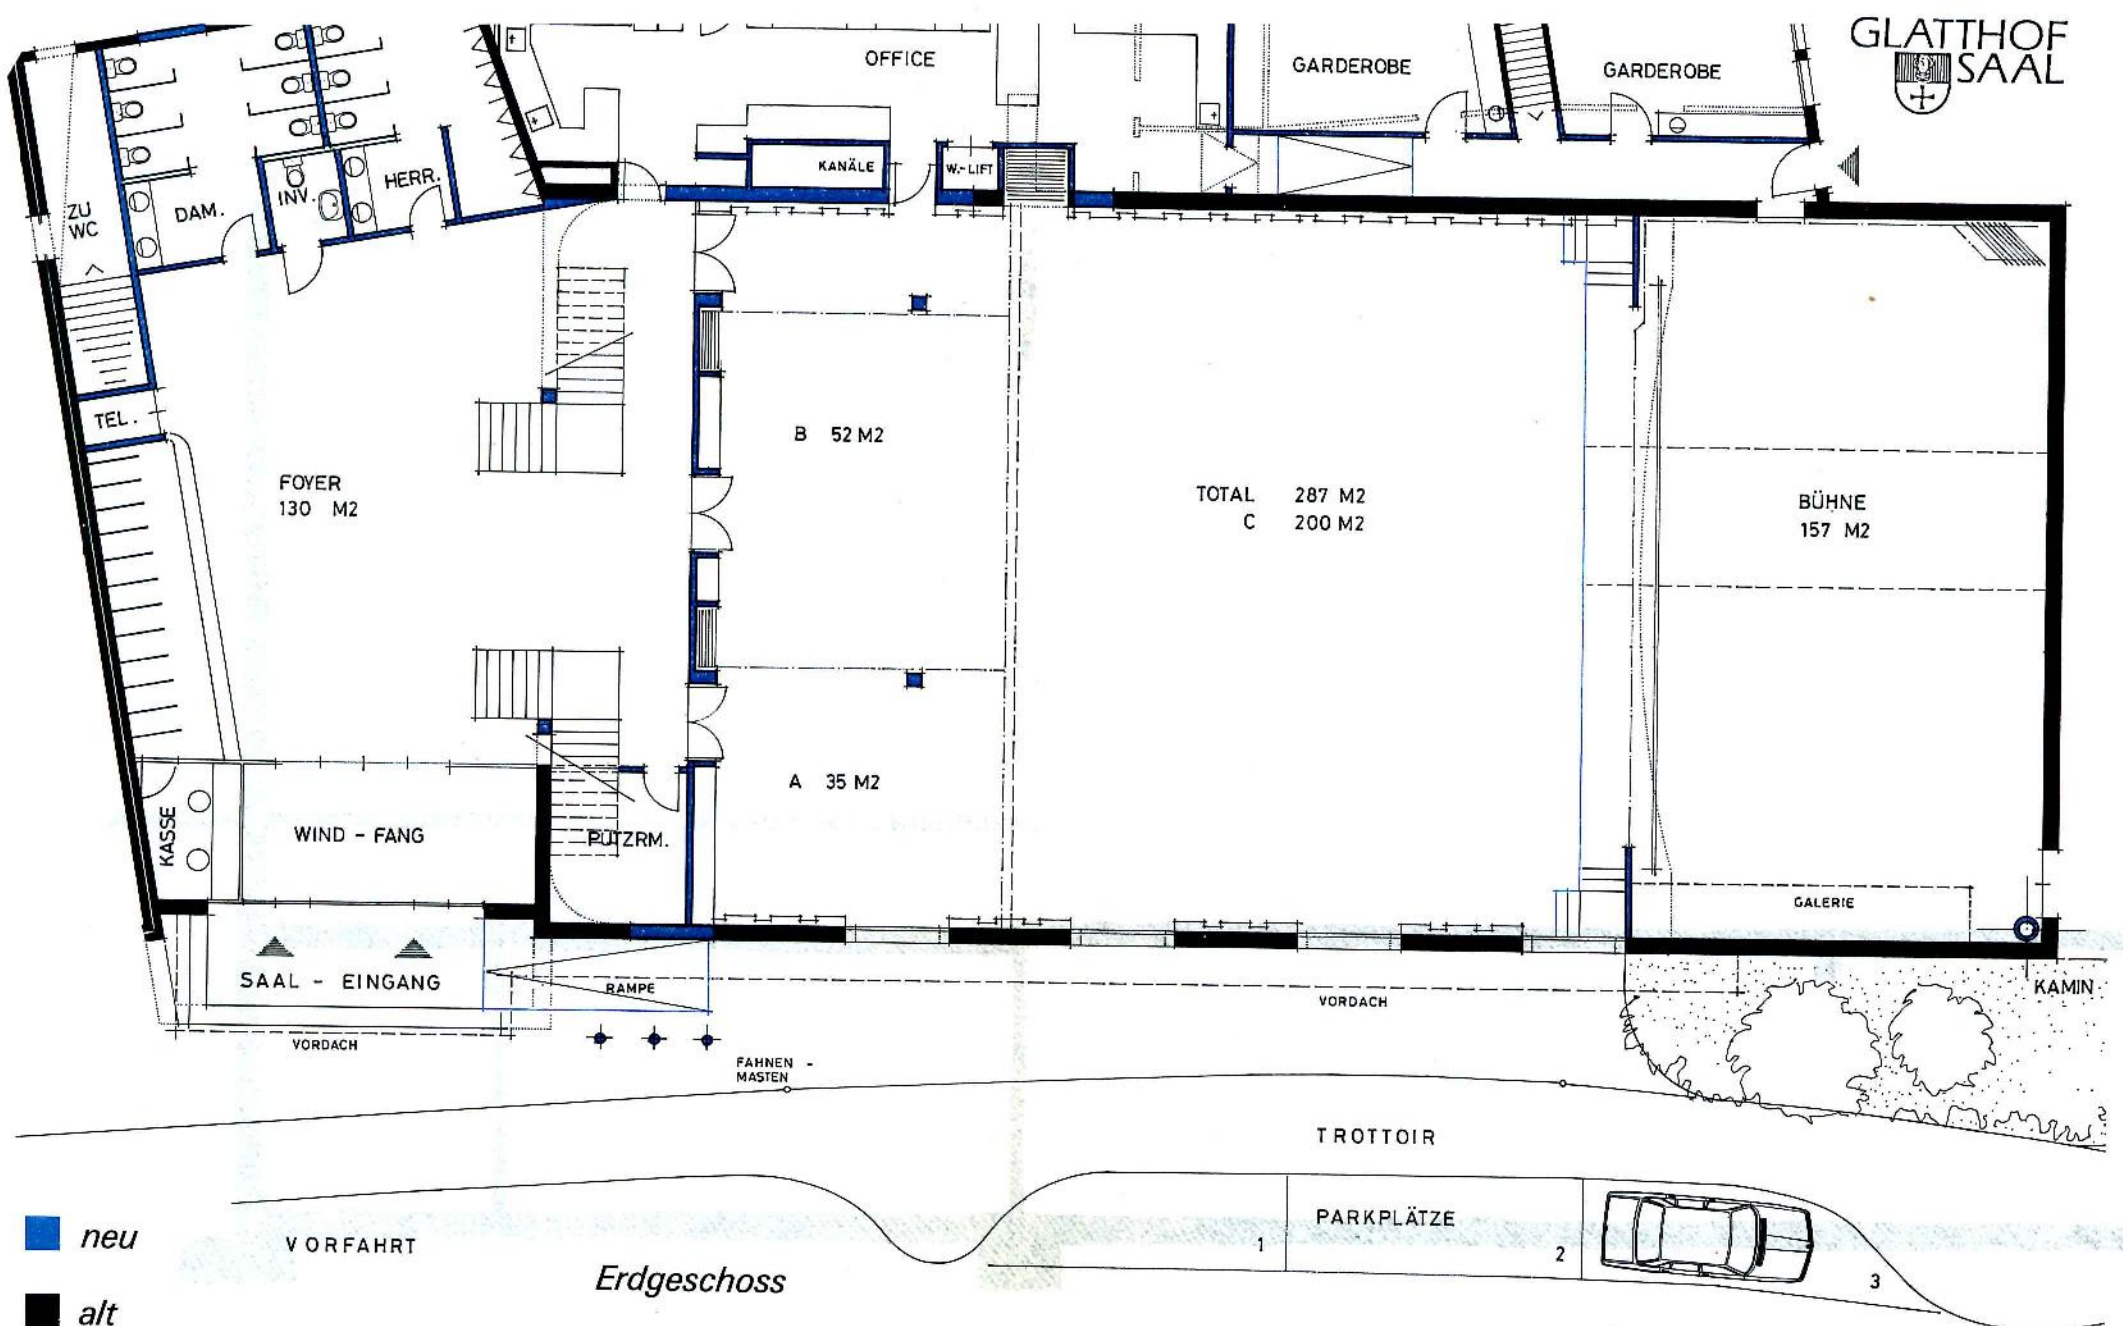 GLATTHOF
SAAL
OFFICE
GARDEROBE
GARDEROBE
KANÄLE
W.-LIFT
ZU
WC
DAM.
INV.
HERR.
TEL.
FOYER
130 M2
B 52 M2
TOTAL 287 M2
C 200 M2
BÜHNE
157 M2
A 35 M2
KASSE
WIND - FANG
PUTZRM.
GALERIE
SAAL - EINGANG
RAMPE
VORDACH
KAMIN
VORDACH
FAHNEN -
MASTEN
TROTTOIR
PARKPLÄTZE
1
2
3
VORFAHRT
neu
Erdgeschoss
alt